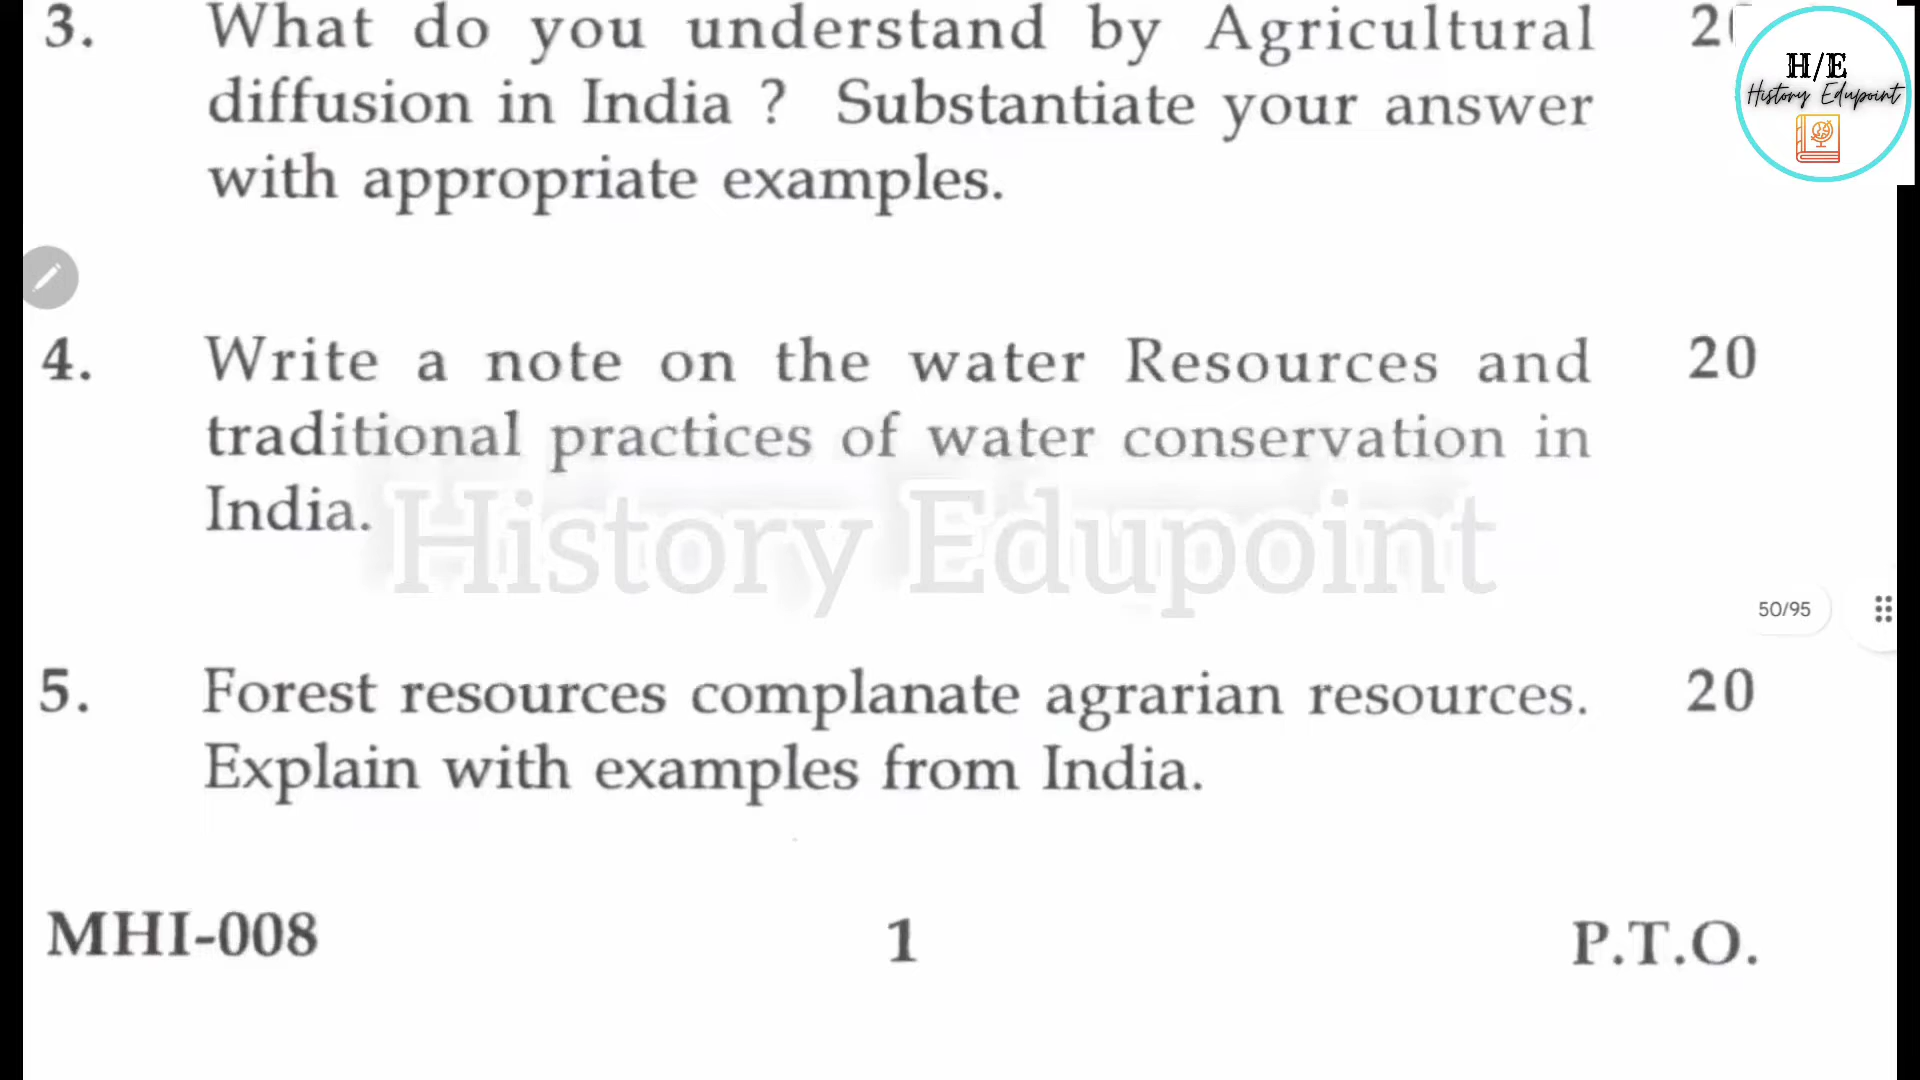 3. What do you understand by Agricultural
diffusion in India ? Substantiate your answer
with appropriate examples.
H/E
History Edupoint
4. Write a note on the water Resources and 20
traditional practices of water conservation in
India.
History Edupoint
50/95
5. Forest resources complanate agrarian resources. 20
Explain with examples from India.
MHI-008 1 P.T.O.